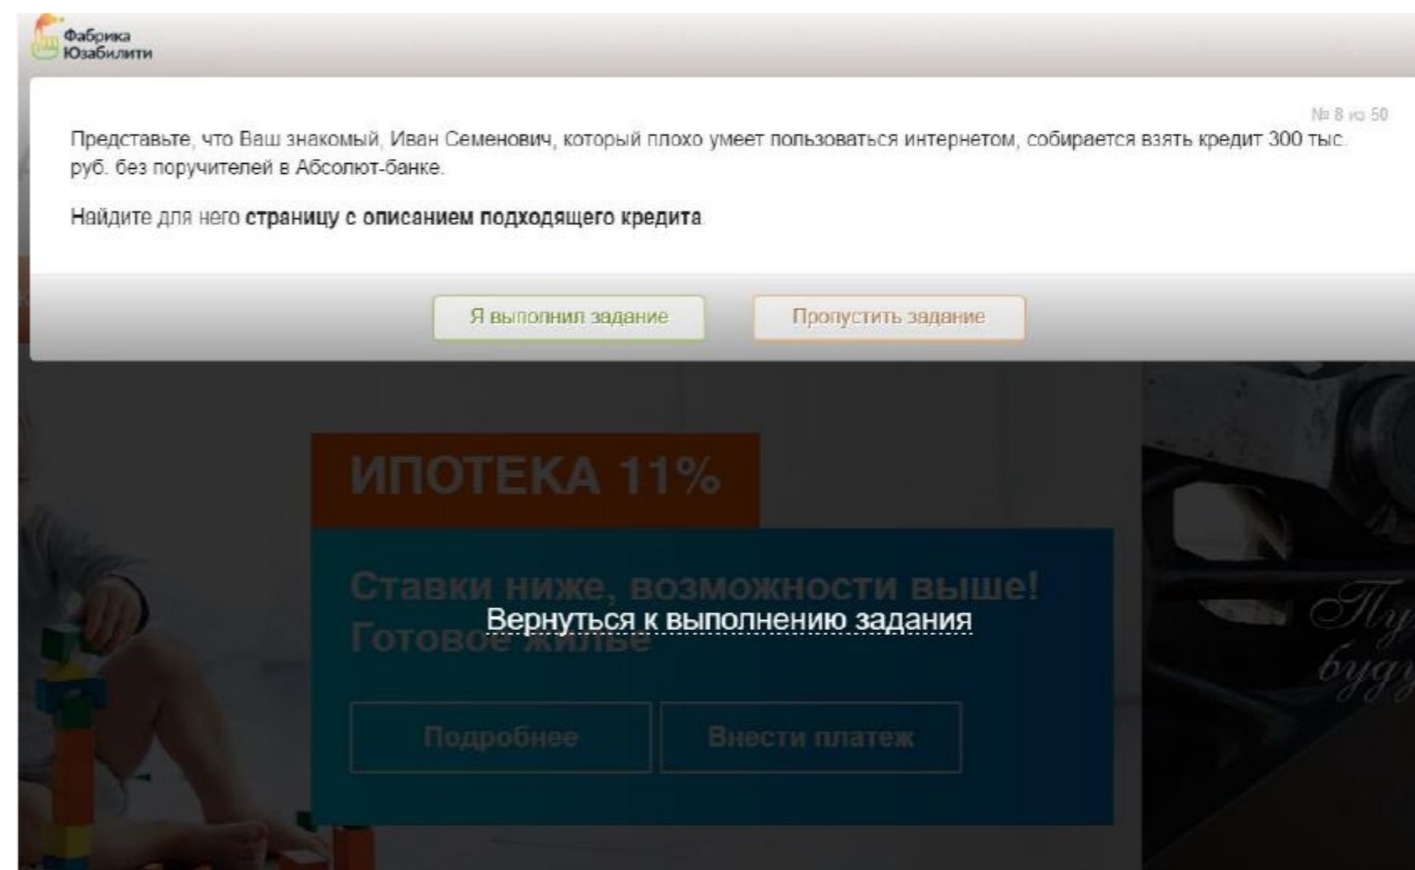 Фабрика
Юзабилити
№ 8 из 50
Представьте, что Ваш знакомый, Иван Семенович, который плохо умеет пользоваться интернетом, собирается взять кредит 300 тыс.
руб. без поручителей в Абсолют-банке.
Найдите для него страницу с описанием подходящего кредита
Я выполнил задание
Пропустить задание
ИПОТЕКА 11%
Ставки ниже, возможности выше!
Вернуться к выполнению задания
Готовое жилье
Подробнее
Внести платеж